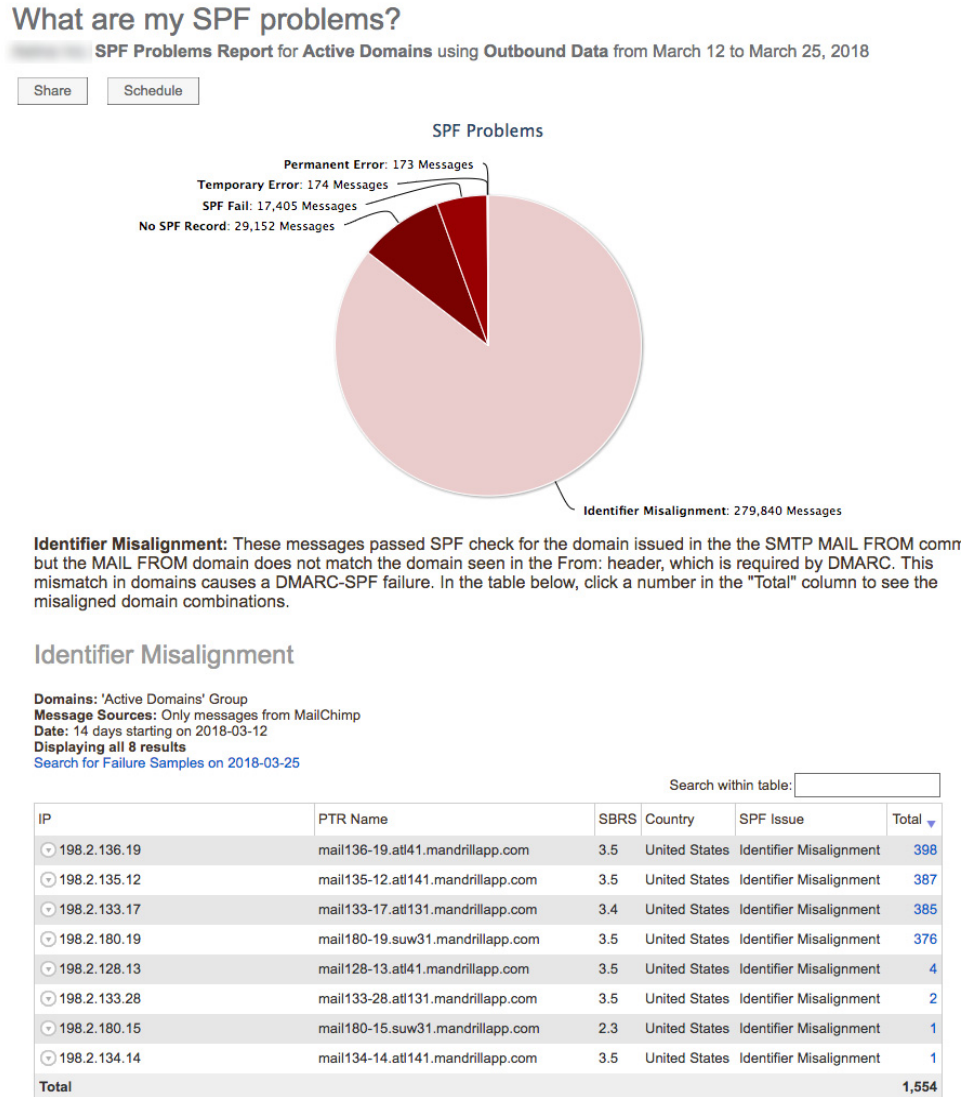 What are my SPF problems?
SPF Problems Report for Active Domains using Outbound Data from March 12 to March 25, 2018
Share Schedule
SPF Problems
Permanent Error: 173 Messages
Temporary Error: 174 Messages
SPF Fail: 17,405 Messages
No SPF Record: 29,152 Messages
Identifier Misalignment: 279,840 Messages
Identifier Misalignment: These messages passed SPF check for the domain issued in the the SMTP MAIL FROM comm
but the MAIL FROM domain does not match the domain seen in the From: header, which is required by DMARC. This
mismatch in domains causes a DMARC-SPF failure. In the table below, click a number in the "Total" column to see the
misaligned domain combinations.
Identifier Misalignment
Domains: 'Active Domains' Group
Message Sources: Only messages from MailChimp
Date: 14 days starting on 2018-03-12
Displaying all 8 results
Search for Failure Samples on 2018-03-25
Search within table:
IP PTR Name SBRS Country SPF Issue Total
198.2.136.19 mail136-19.atl41.mandrillapp.com 3.5 United States Identifier Misalignment 398
198.2.135.12 mail135-12.atl141.mandrillapp.com 3.5 United States Identifier Misalignment 387
198.2.133.17 mail133-17.atl131.mandrillapp.com 3.4 United States Identifier Misalignment 385
198.2.180.19 mail180-19.suw31.mandrillapp.com 3.5 United States Identifier Misalignment 376
198.2.128.13 mail128-13.atl41.mandrillapp.com 3.5 United States Identifier Misalignment 4
198.2.133.28 mail133-28.atl131.mandrillapp.com 3.5 United States Identifier Misalignment 2
198.2.180.15 mail180-15.suw31.mandrillapp.com 2.3 United States Identifier Misalignment 1
198.2.134.14 mail134-14.atl141.mandrillapp.com 3.5 United States Identifier Misalignment 1
Total 1,554